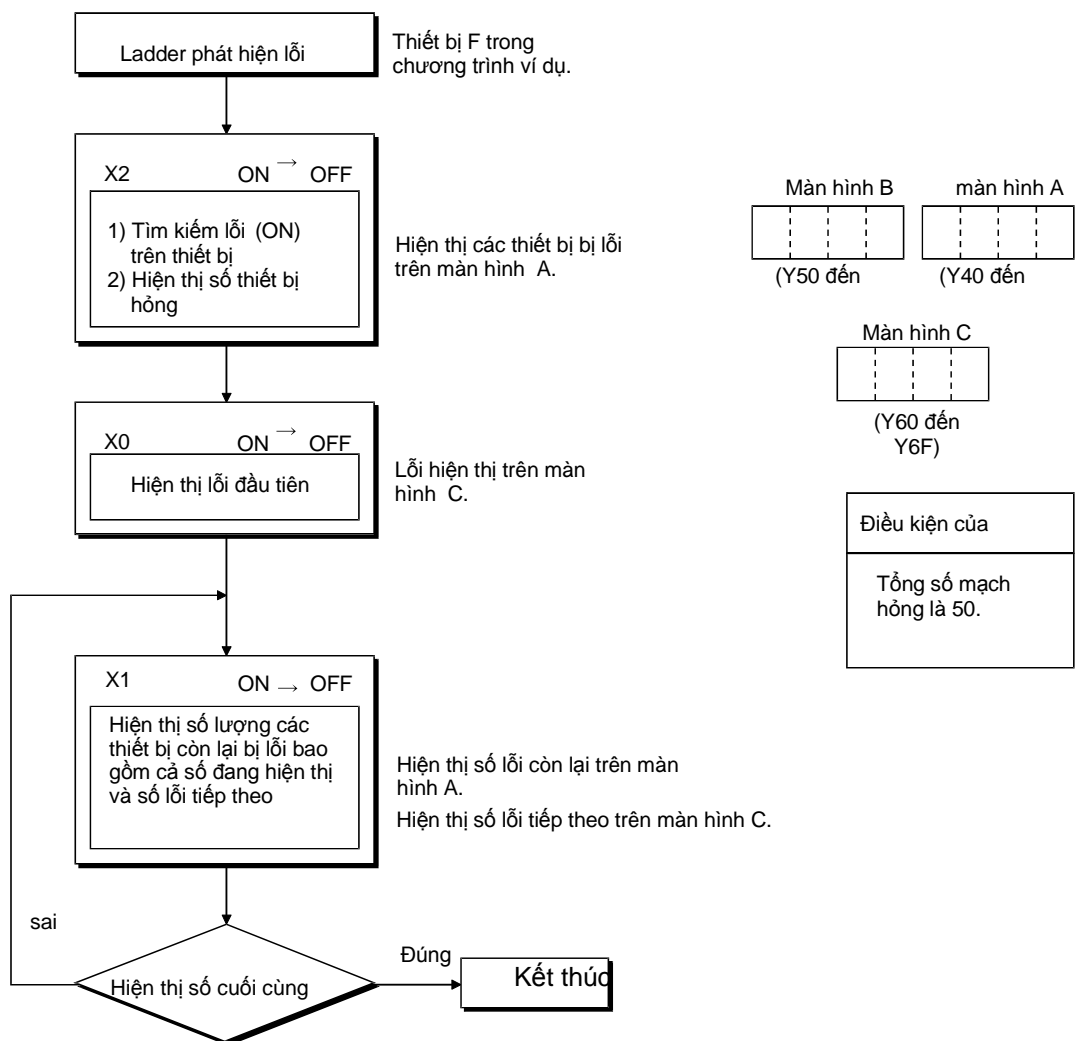 Ladder phát hiện lỗi
Thiết bị F trong
chương trình ví dụ.
X2 ON → OFF
1) Tìm kiếm lỗi (ON)
trên thiết bị
2) Hiện thị số thiết bị
hỏng
Hiện thị các thiết bị bị lỗi
trên màn hình A.
Màn hình B
màn hình A
(Y50 đến
(Y40 đến
Màn hình C
(Y60 đến
Y6F)
X0 ON → OFF
Hiện thị lỗi đầu tiên
Lỗi hiện thị trên màn
hình C.
Điều kiện của
Tổng số mạch
hỏng là 50.
X1 ON → OFF
Hiện thị số lượng các
thiết bị còn lại bị lỗi bao
gồm cả số đang hiện thị
và số lỗi tiếp theo
Hiện thị số lỗi còn lại trên màn
hình A.
Hiện thị số lỗi tiếp theo trên màn hình C.
sai
Hiện thị số cuối cùng
Đúng
Kết thúc